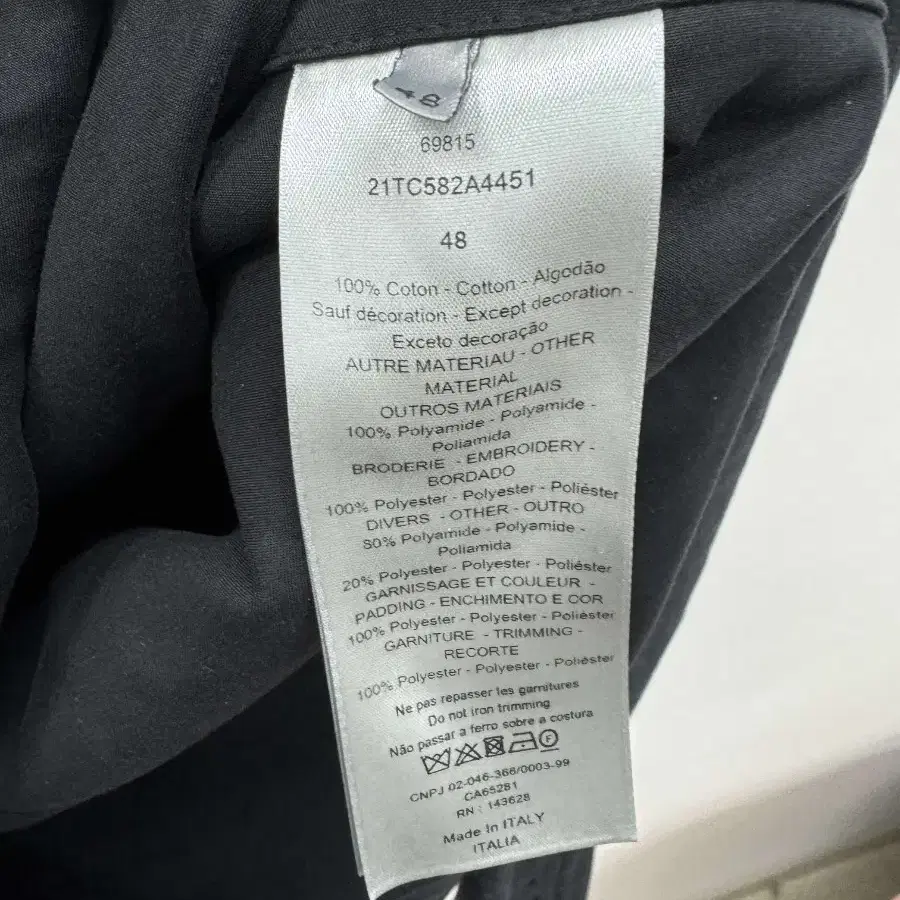 48
69815
21TC582A4451
48
100% Coton - Cotton - Algodão
Sauf décoration - Except decoration -
Exceto decoração
AUTRE MATERIAU - OTHER
MATERIAL
OUTROS MATERIAIS
100% Polyamide - Polyamide -
Poliamida
BRODERIE - EMBROIDERY -
BORDADO
100% Polyester - Polyester - Poliéster
DIVERS - OTHER - OUTRO
80% Polyamide - Polyamide -
Poliamida
20% Polyester - Polyester - Poliéster
GARNISSAGE ET COULEUR -
PADDING - ENCHIMENTO E COR
100% Polyester - Polyester - Poliéster
GARNITURE - TRIMMING -
RECORTE
100% Polyester - Polyester - Poliéster
Ne pas repasser les garnitures
Do not iron trimming
Não passar a ferro sobre a costura
F
CNPJ 02-046-366/0003-99
CA65281
RN : 143628
Made In ITALY
ITALIA